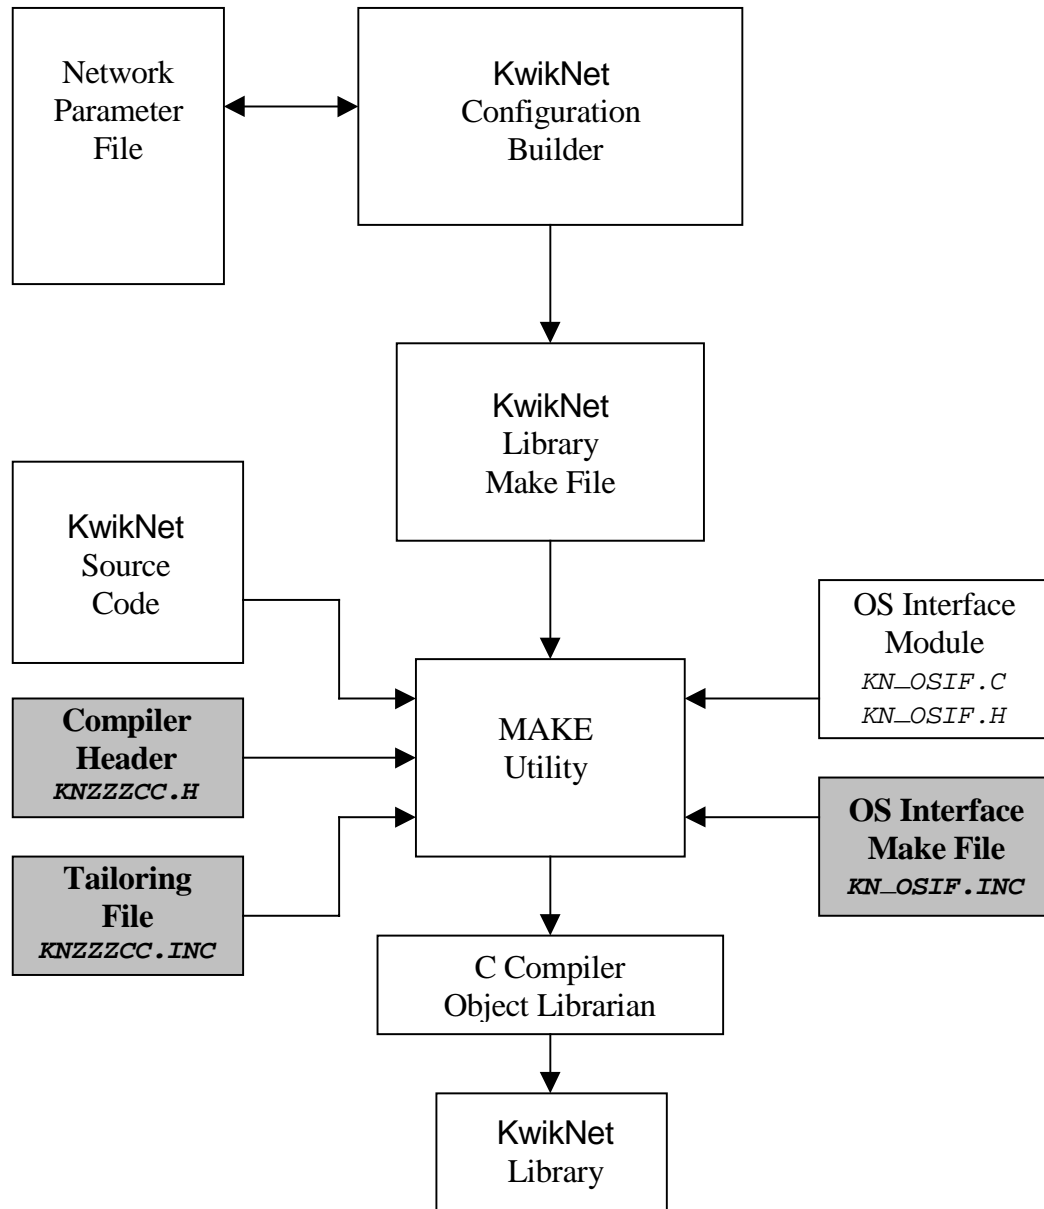 Network
Parameter
File
KwikNet
Configuration
Builder
KwikNet
Library
Make File
KwikNet
Source
Code
OS Interface
Module
KN_OSIF.C
KN_OSIF.H
Compiler
Header
KNZZZCC.H
MAKE
Utility
OS Interface
Make File
KN_OSIF.INC
Tailoring
File
KNZZZCC.INC
C Compiler
Object Librarian
KwikNet
Library